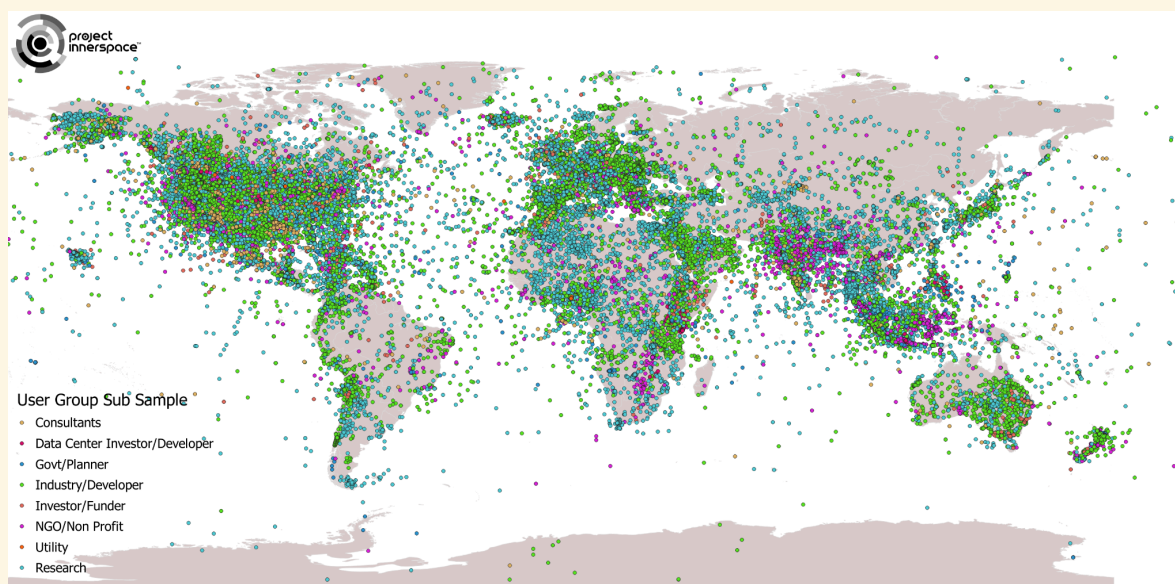 project
innerspace™
User Group Sub Sample
Consultants
Data Center Investor/Developer
Govt/Planner
Industry/Developer
Investor/Funder
NGO/Non Profit
Utility
Research